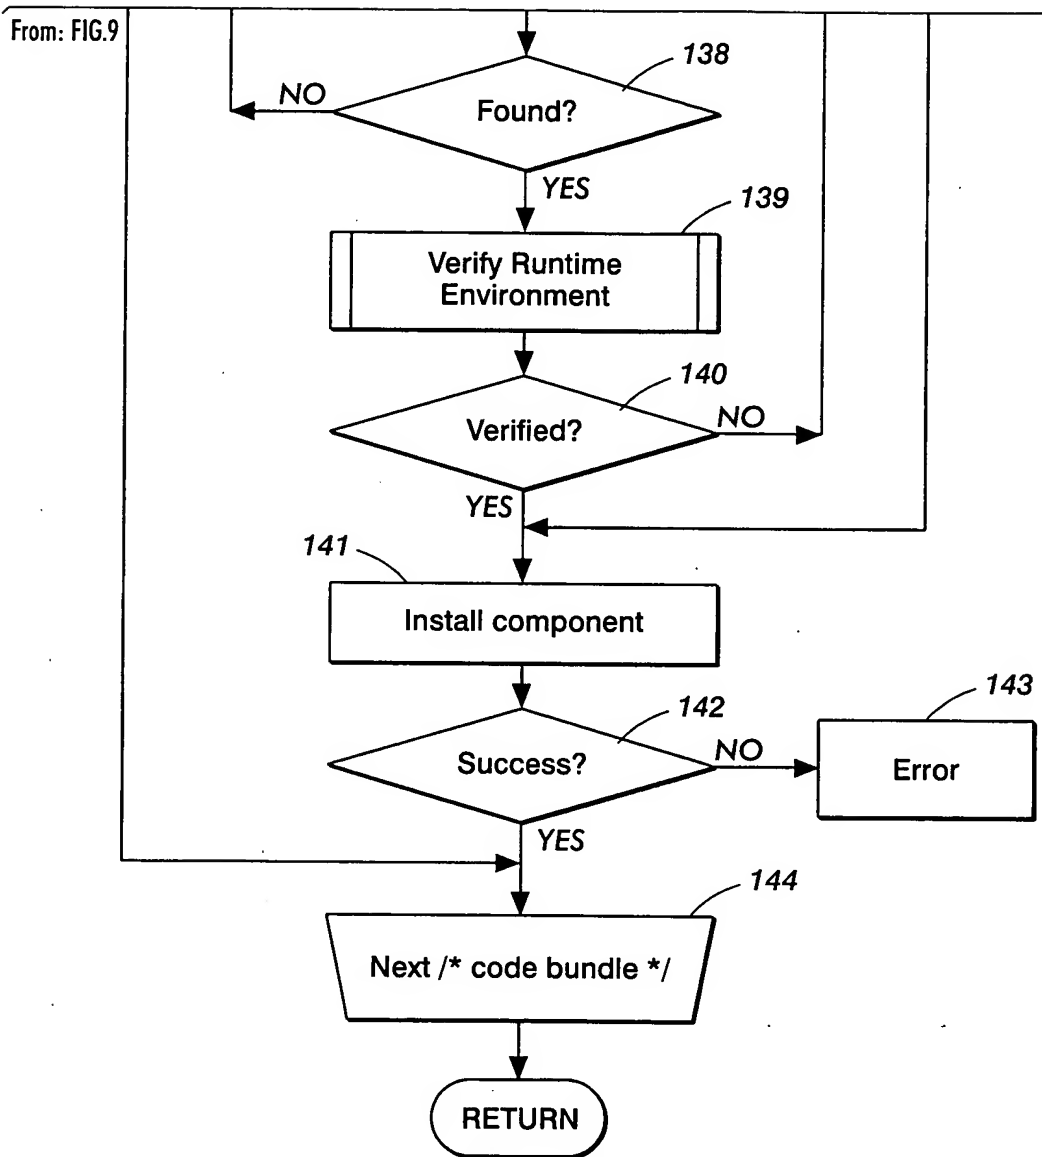 From: FIG.9
138
NO
Found?
YES
139
Verify Runtime
Environment
140
Verified?
NO
YES
141
Install component
142
143
Success?
NO
Error
YES
144
Next /* code bundle */
RETURN